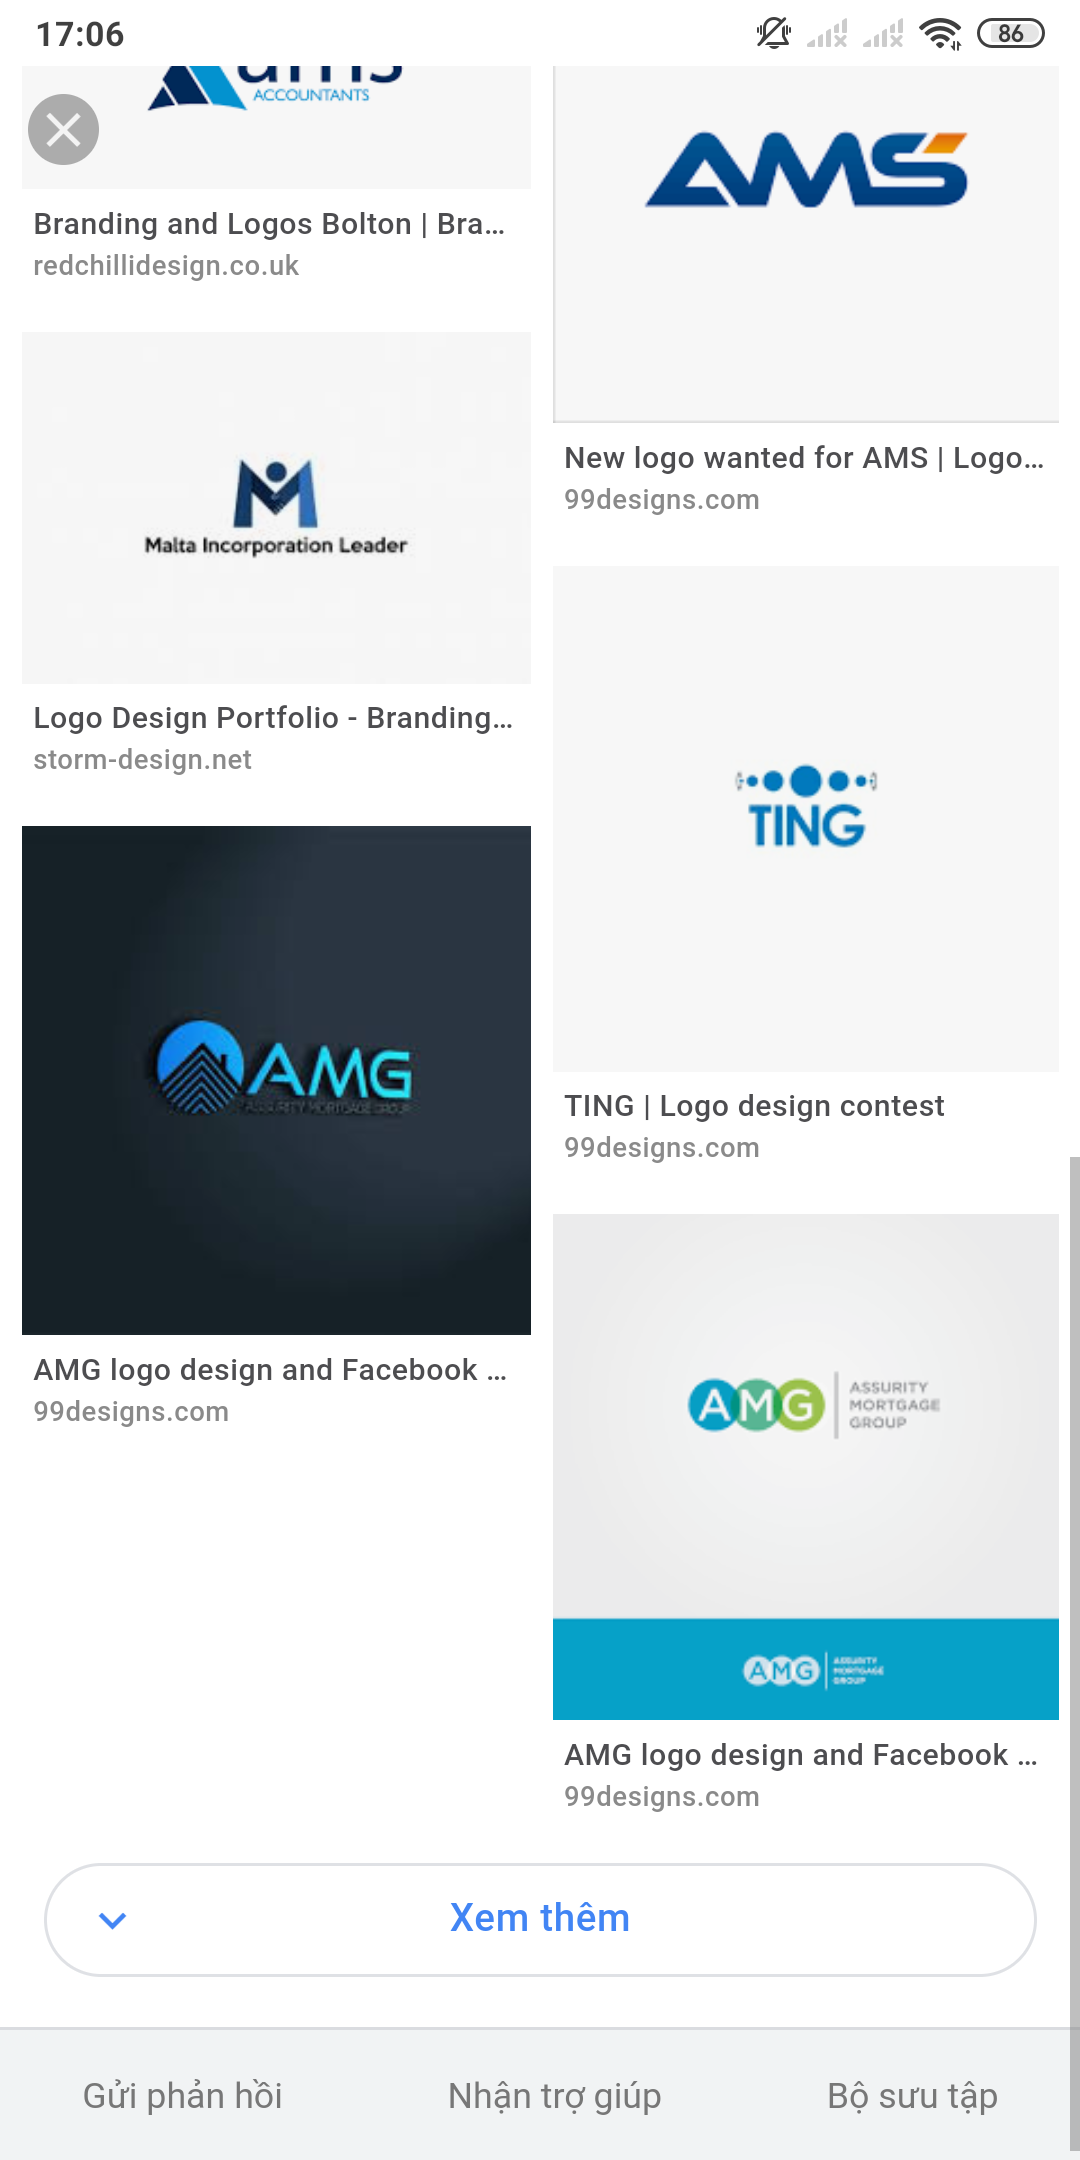 17:06
86
ams
ACCOUNTANTS
Branding and Logos Bolton | Bra...
redchillidesign.co.uk
AMS
New logo wanted for AMS | Logo...
99designs.com
Malta Incorporation Leader
Logo Design Portfolio - Branding...
storm-design.net
TING
TING | Logo design contest
99designs.com
AMG
ASSURITY MORTGAGE GROUP
AMG logo design and Facebook ...
99designs.com
AMG
ASSURITY
MORTGAGE
GROUP
AMG
ASSURITY
MORTGAGE
GROUP
AMG logo design and Facebook ...
99designs.com
Xem thêm
Gửi phản hồi
Nhận trợ giúp
Bộ sưu tập